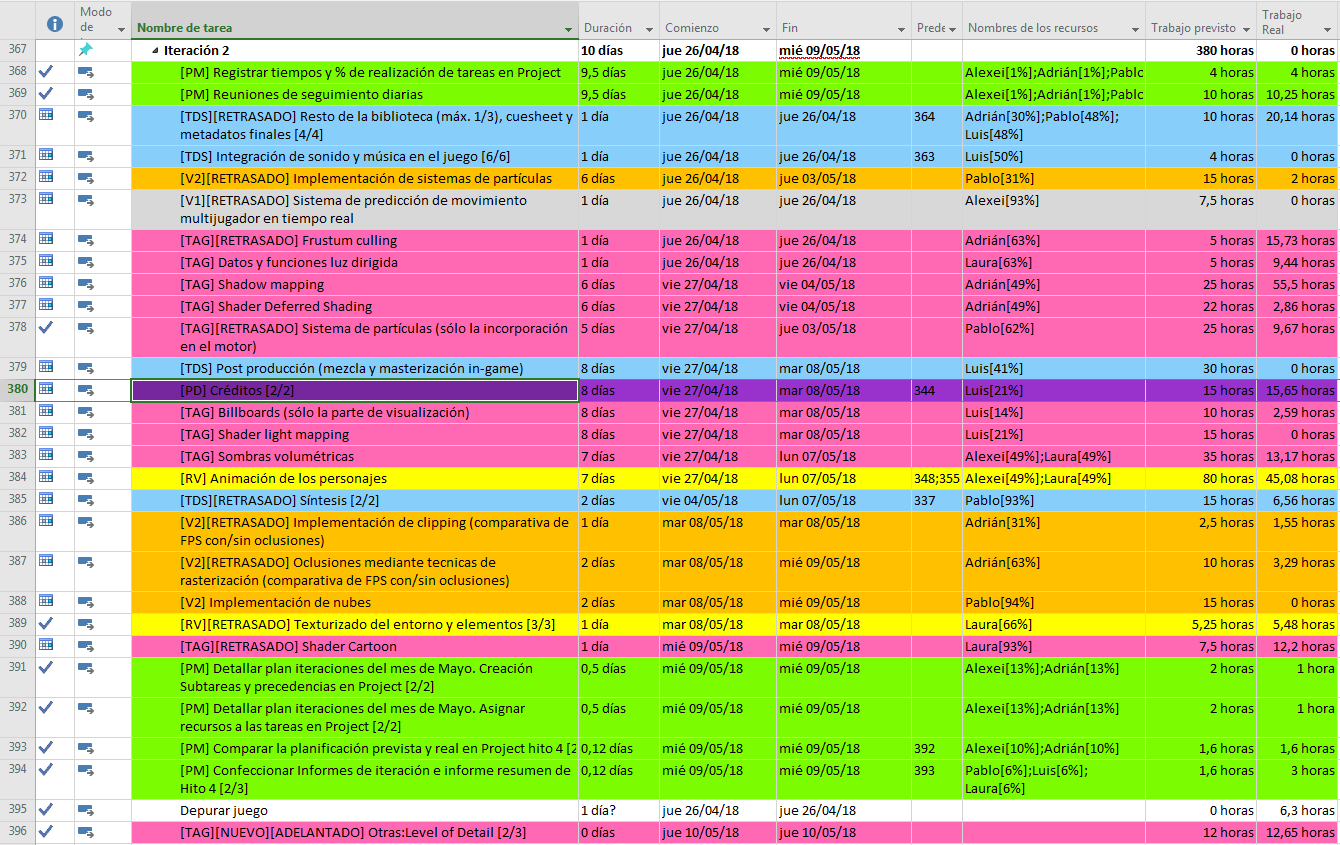 Modo de
Nombre de tarea Duración Comienzo Fin Prede Nombres de los recursos Trabajo previsto Trabajo Real
367 Iteración 2 10 días jue 26/04/18 mié 09/05/18 380 horas 0 horas
368 [PM] Registrar tiempos y % de realización de tareas en Project 9,5 días jue 26/04/18 mié 09/05/18 Alexei[1%];Adrián[1%];Pablo 4 horas 4 horas
369 [PM] Reuniones de seguimiento diarias 9,5 días jue 26/04/18 mié 09/05/18 Alexei[1%];Adrián[1%];Pablo 10 horas 10,25 horas
370 [TDS][RETRASADO] Resto de la biblioteca (máx. 1/3), cuesheet y 1 día jue 26/04/18 jue 26/04/18 364 Adrián[30%];Pablo[48%]; 10 horas 20,14 horas
metadatos finales [4/4] Luis[48%]
371 [TDS] Integración de sonido y música en el juego [6/6] 1 día jue 26/04/18 jue 26/04/18 363 Luis[50%] 4 horas 0 horas
372 [V2][RETRASADO] Implementación de sistemas de partículas 6 días jue 26/04/18 jue 03/05/18 Pablo[31%] 15 horas 2 horas
373 [V1][RETRASADO] Sistema de predicción de movimiento 1 día jue 26/04/18 jue 26/04/18 Alexei[93%] 7,5 horas 0 horas
multijugador en tiempo real
374 [TAG][RETRASADO] Frustum culling 1 día jue 26/04/18 jue 26/04/18 Adrián[63%] 5 horas 15,73 horas
375 [TAG] Datos y funciones luz dirigida 1 día jue 26/04/18 jue 26/04/18 Laura[63%] 5 horas 9,44 horas
376 [TAG] Shadow mapping 6 días vie 27/04/18 vie 04/05/18 Adrián[49%] 25 horas 55,5 horas
377 [TAG] Shader Deferred Shading 6 días vie 27/04/18 vie 04/05/18 Adrián[49%] 22 horas 2,86 horas
378 [TAG][RETRASADO] Sistema de partículas (sólo la incorporación 5 días vie 27/04/18 jue 03/05/18 Pablo[62%] 25 horas 9,67 horas
en el motor)
379 [TDS] Post producción (mezcla y masterización in-game) 8 días vie 27/04/18 mar 08/05/18 Luis[41%] 30 horas 0 horas
380 [PD] Créditos [2/2] 8 días vie 27/04/18 mar 08/05/18 344 Luis[21%] 15 horas 15,65 horas
381 [TAG] Billboards (sólo la parte de visualización) 8 días vie 27/04/18 mar 08/05/18 Luis[14%] 10 horas 2,59 horas
382 [TAG] Shader light mapping 8 días vie 27/04/18 mar 08/05/18 Luis[21%] 15 horas 0 horas
383 [TAG] Sombras volumétricas 7 días vie 27/04/18 lun 07/05/18 Alexei[49%];Laura[49%] 35 horas 13,17 horas
384 [RV] Animación de los personajes 7 días vie 27/04/18 lun 07/05/18 348;355 Alexei[49%];Laura[49%] 80 horas 45,08 horas
385 [TDS][RETRASADO] Síntesis [2/2] 2 días vie 04/05/18 lun 07/05/18 337 Pablo[93%] 15 horas 6,56 horas
386 [V2][RETRASADO] Implementación de clipping (comparativa de 1 día mar 08/05/18 mar 08/05/18 Adrián[31%] 2,5 horas 1,55 horas
FPS con/sin oclusiones)
387 [V2][RETRASADO] Oclusiones mediante tecnicas de 2 días mar 08/05/18 mié 09/05/18 Adrián[63%] 10 horas 3,29 horas
rasterización (comparativa de FPS con/sin oclusiones)
388 [V2] Implementación de nubes 2 días mar 08/05/18 mié 09/05/18 Pablo[94%] 15 horas 0 horas
389 [RV][RETRASADO] Texturizado del entorno y elementos [3/3] 1 día mar 08/05/18 mar 08/05/18 Laura[66%] 5,25 horas 5,48 horas
390 [TAG][RETRASADO] Shader Cartoon 1 día mié 09/05/18 mié 09/05/18 Laura[93%] 7,5 horas 12,2 horas
391 [PM] Detallar plan iteraciones del mes de Mayo. Creación 0,5 días mié 09/05/18 mié 09/05/18 Alexei[13%];Adrián[13%] 2 horas 1 hora
Subtareas y precedencias en Project [2/2]
392 [PM] Detallar plan iteraciones del mes de Mayo. Asignar 0,5 días mié 09/05/18 mié 09/05/18 Alexei[13%];Adrián[13%] 2 horas 1 hora
recursos a las tareas en Project [2/2]
393 [PM] Comparar la planificación prevista y real en Project hito 4 [2 0,12 días mié 09/05/18 mié 09/05/18 392 Alexei[10%];Adrián[10%] 1,6 horas 1,6 horas
394 [PM] Confeccionar Informes de iteración e informe resumen de 0,12 días mié 09/05/18 mié 09/05/18 393 Pablo[6%];Luis[6%]; 1,6 horas 3 horas
Hito 4 [2/3] Laura[6%]
395 Depurar juego 1 día? jue 26/04/18 jue 26/04/18 0 horas 6,3 horas
396 [TAG][NUEVO][ADELANTADO] Otras:Level of Detail [2/3] 0 días jue 10/05/18 jue 10/05/18 12 horas 12,65 horas